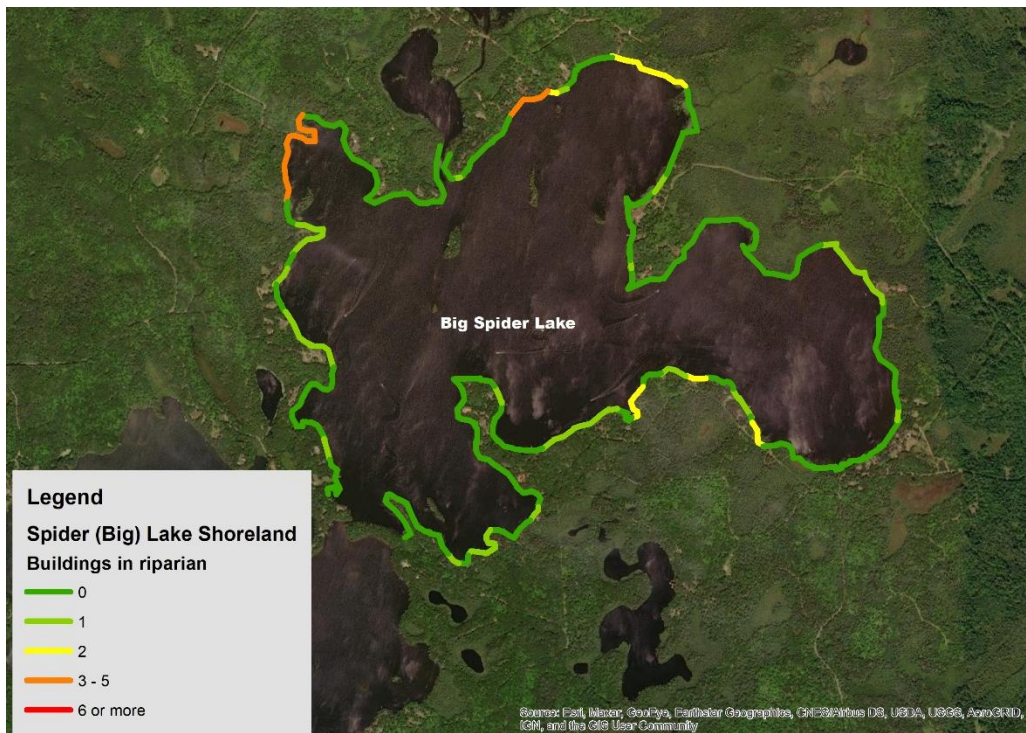 Big Spider Lake
Legend
Spider (Big) Lake Shoreland
Buildings in riparian
0
1
2
3 - 5
6 or more
Source: Esri, Maxar, GeoEye, Earthstar Geographics, CNES/Airbus DS, USDA, USGS, AeroGRID,
IGN, and the GIS User Community